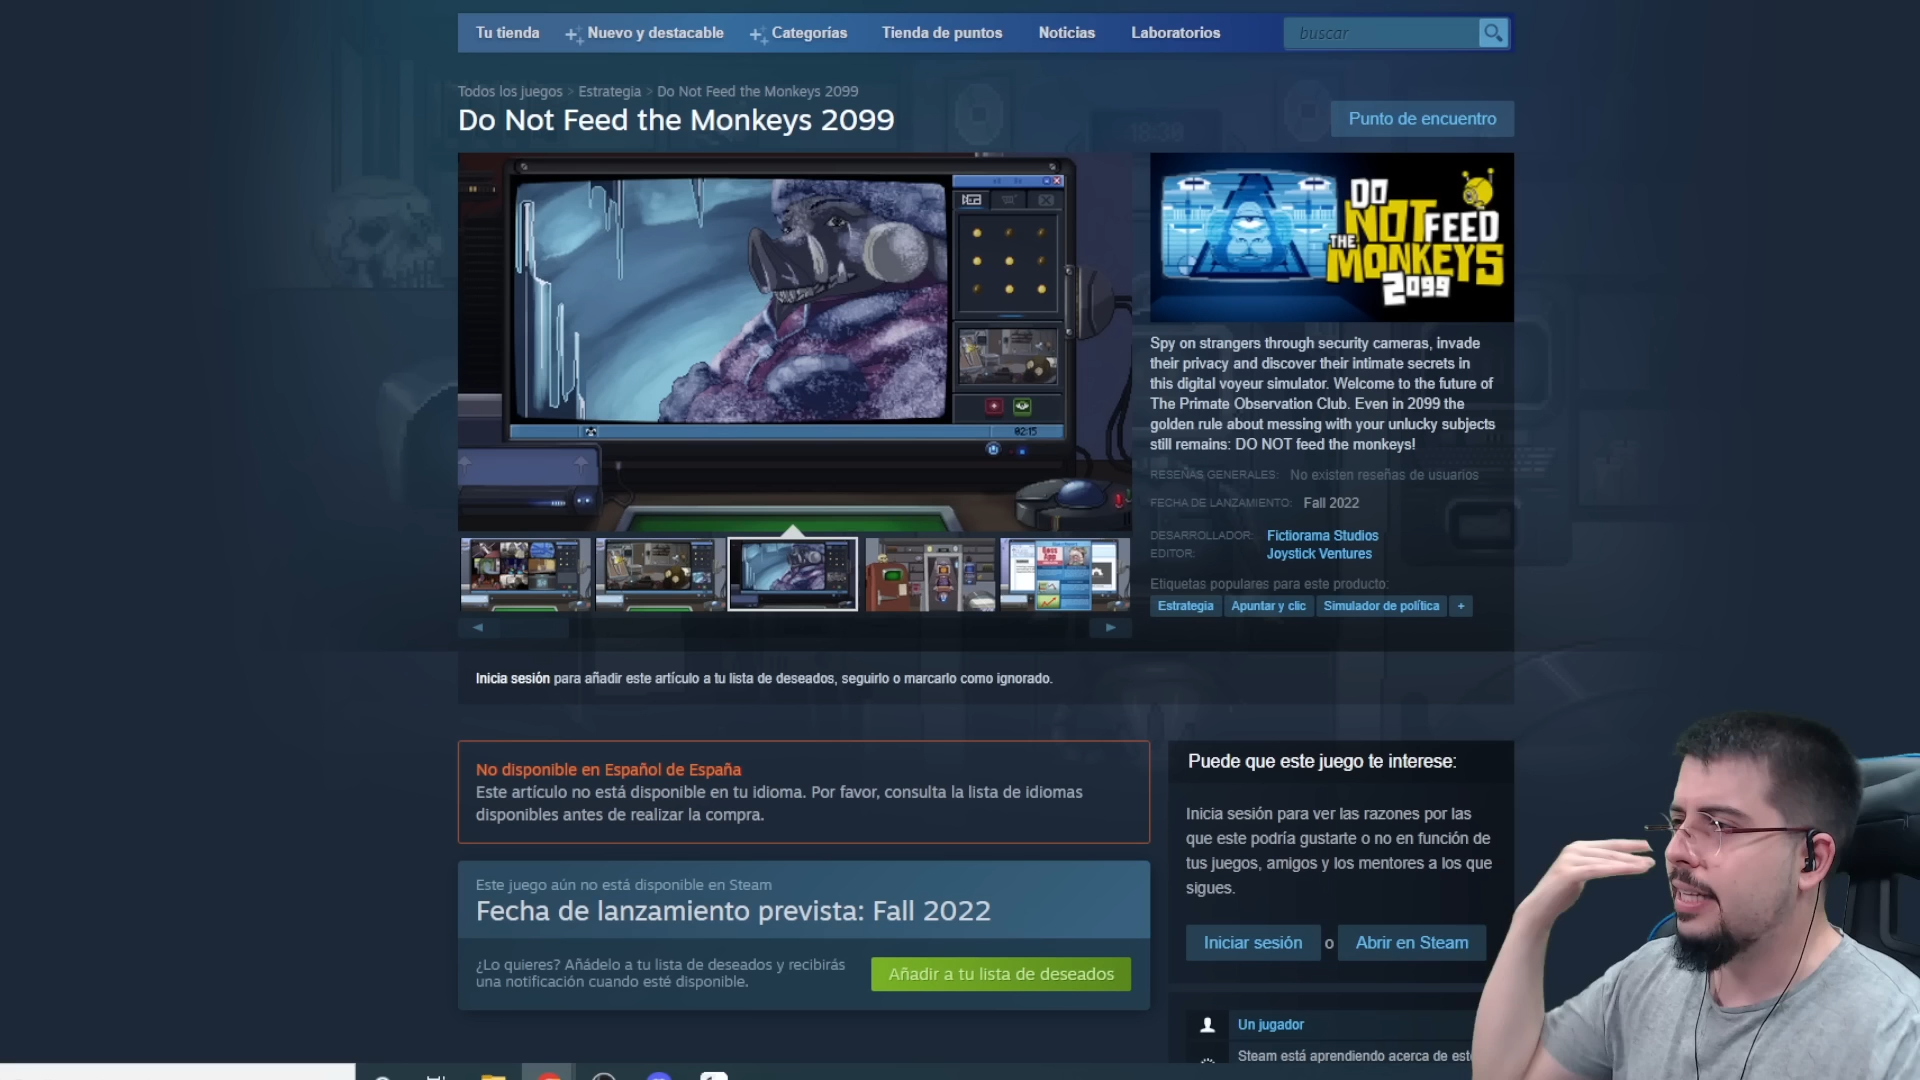 Tu tienda
Nuevo y destacable
Categorías
Tienda de puntos
Noticias
Laboratorios
buscar
Todos los juegos > Estrategia > Do Not Feed the Monkeys 2099
Do Not Feed the Monkeys 2099
Punto de encuentro
18:30
02:15
DO
NOT FEED
THE
MONKEYS
2099
Spy on strangers through security cameras, invade
their privacy and discover their intimate secrets in
this digital voyeur simulator. Welcome to the future of
The Primate Observation Club. Even in 2099 the
golden rule about messing with your unlucky subjects
still remains: DO NOT feed the monkeys!
RESEÑAS GENERALES: No existen reseñas de usuarios
FECHA DE LANZAMIENTO: Fall 2022
DESARROLLADOR: Fictiorama Studios
EDITOR: Joystick Ventures
Etiquetas populares para este producto:
Estrategia
Apuntar y clic
Simulador de política
+
Inicia sesión para añadir este artículo a tu lista de deseados, seguirlo o marcarlo como ignorado.
No disponible en Español de España
Este artículo no está disponible en tu idioma. Por favor, consulta la lista de idiomas
disponibles antes de realizar la compra.
Este juego aún no está disponible en Steam
Fecha de lanzamiento prevista: Fall 2022
¿Lo quieres? Añádelo a tu lista de deseados y recibirás
una notificación cuando esté disponible.
Añadir a tu lista de deseados
Puede que este juego te interese:
Inicia sesión para ver las razones por las
que este podría gustarte o no en función de
tus juegos, amigos y los mentores a los que
sigues.
Iniciar sesión o Abrir en Steam
Un jugador
Steam está aprendiendo acerca de est